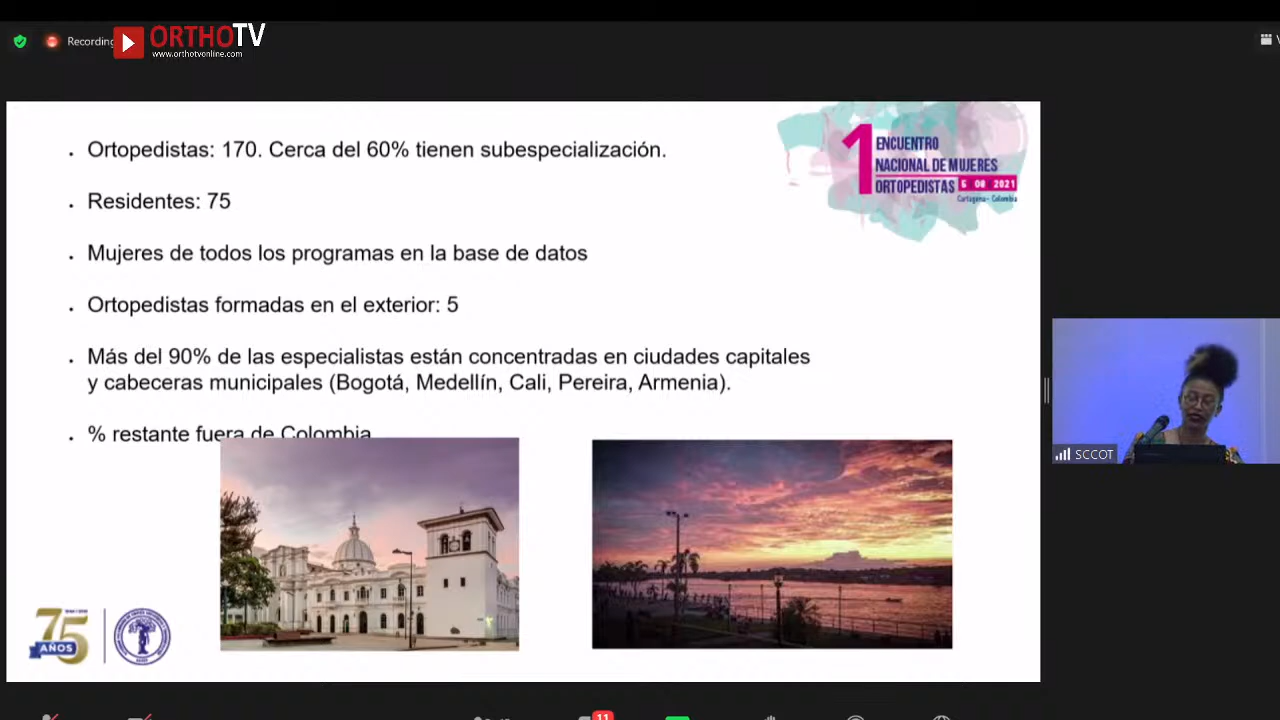 Recording
ORTHOTV
www.orthotvonline.com
Ortopedistas: 170. Cerca del 60% tienen subespecialización.
1 ENCUENTRO
NACIONAL DE MUJERES
ORTOPEDISTAS 5 08 2021
Cartagena - Colombia
Residentes: 75
Mujeres de todos los programas en la base de datos
Ortopedistas formadas en el exterior: 5
Más del 90% de las especialistas están concentradas en ciudades capitales
y cabeceras municipales (Bogotá, Medellín, Cali, Pereira, Armenia).
% restante fuera de Colombia
SCCOT
75
AÑOS
11